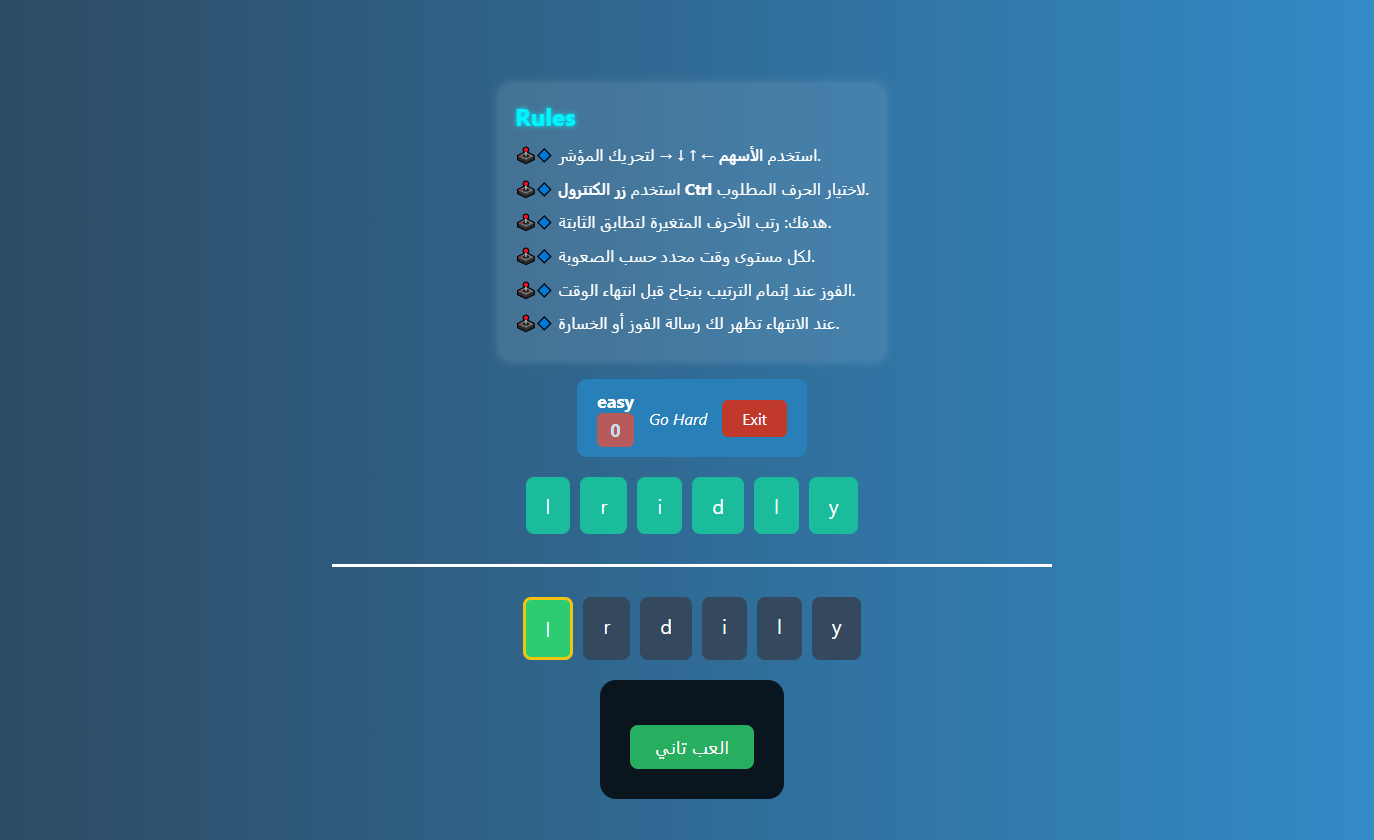 Rules
استخدم الأسهم ←↑↓→ لتحريك المؤشر.
لاختيار الحرف المطلوب Ctrl استخدم زر الكنترول.
هدفك: رتب الأحرف المتغيرة لتطابق الثابتة.
لكل مستوى وقت محدد حسب الصعوبة.
الفوز عند إتمام الترتيب بنجاح قبل انتهاء الوقت.
عند الانتهاء تظهر لك رسالة الفوز أو الخسارة.
easy
0
Go Hard
Exit
l r i d l y
l r d i l y
العب تاني